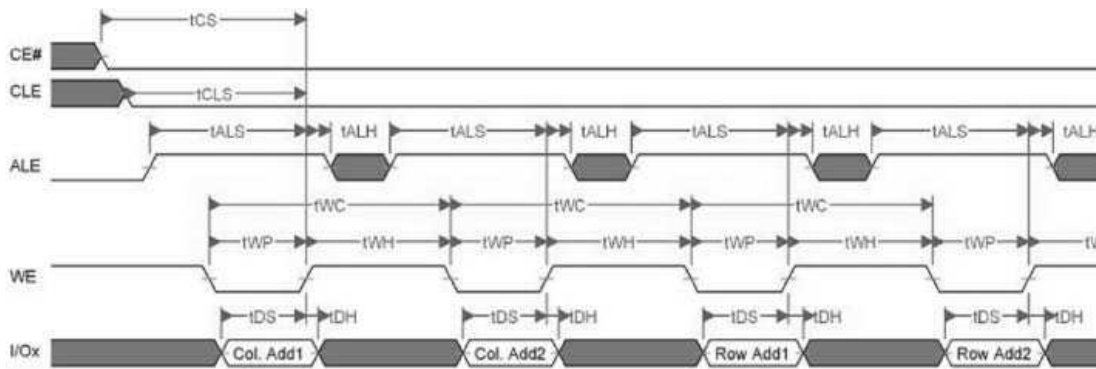 tCS
CE#
CLE
tCLS
tALS tALH tALS tALH tALS tALH tALS tALH
ALE
tWC tWC tWC
tWP tWH tWP tWH tWP tWH tWP
WE
tDS tDH tDS tDH tDS tDH tDS tDH
I/Ox Col. Add1 Col. Add2 Row Add1 Row Add2